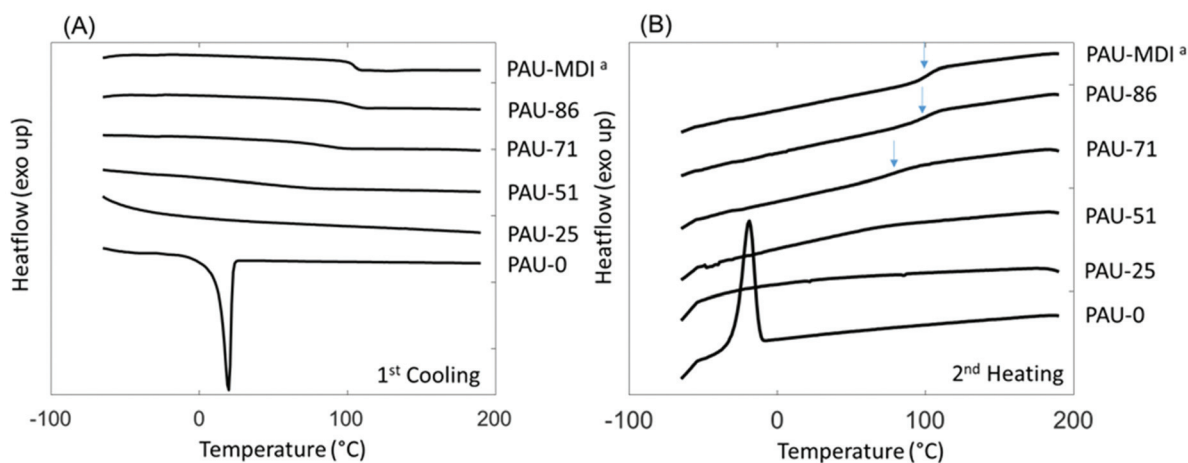 (A)
Heatflow (exo up)
PAU-MDI ᵃ
PAU-86
PAU-71
PAU-51
PAU-25
PAU-0
1ˢᵗ Cooling
-100 0 100 200
Temperature (°C)
(B)
Heatflow (exo up)
PAU-MDI ᵃ
PAU-86
PAU-71
PAU-51
PAU-25
PAU-0
2ⁿᵈ Heating
-100 0 100 200
Temperature (°C)